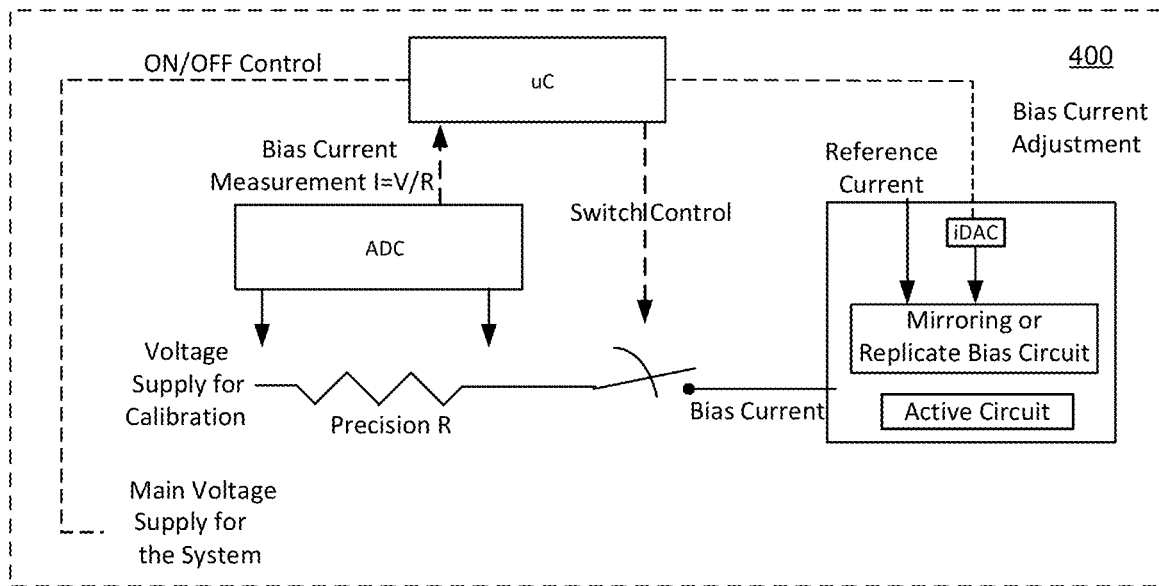 ON/OFF Control
uC
400
Bias Current
Adjustment
Bias Current
Measurement I=V/R
Reference
Current
Switch Control
ADC
iDAC
Mirroring or
Replicate Bias Circuit
Voltage
Supply for
Calibration
Precision R
Bias Current
Active Circuit
Main Voltage
Supply for
the System